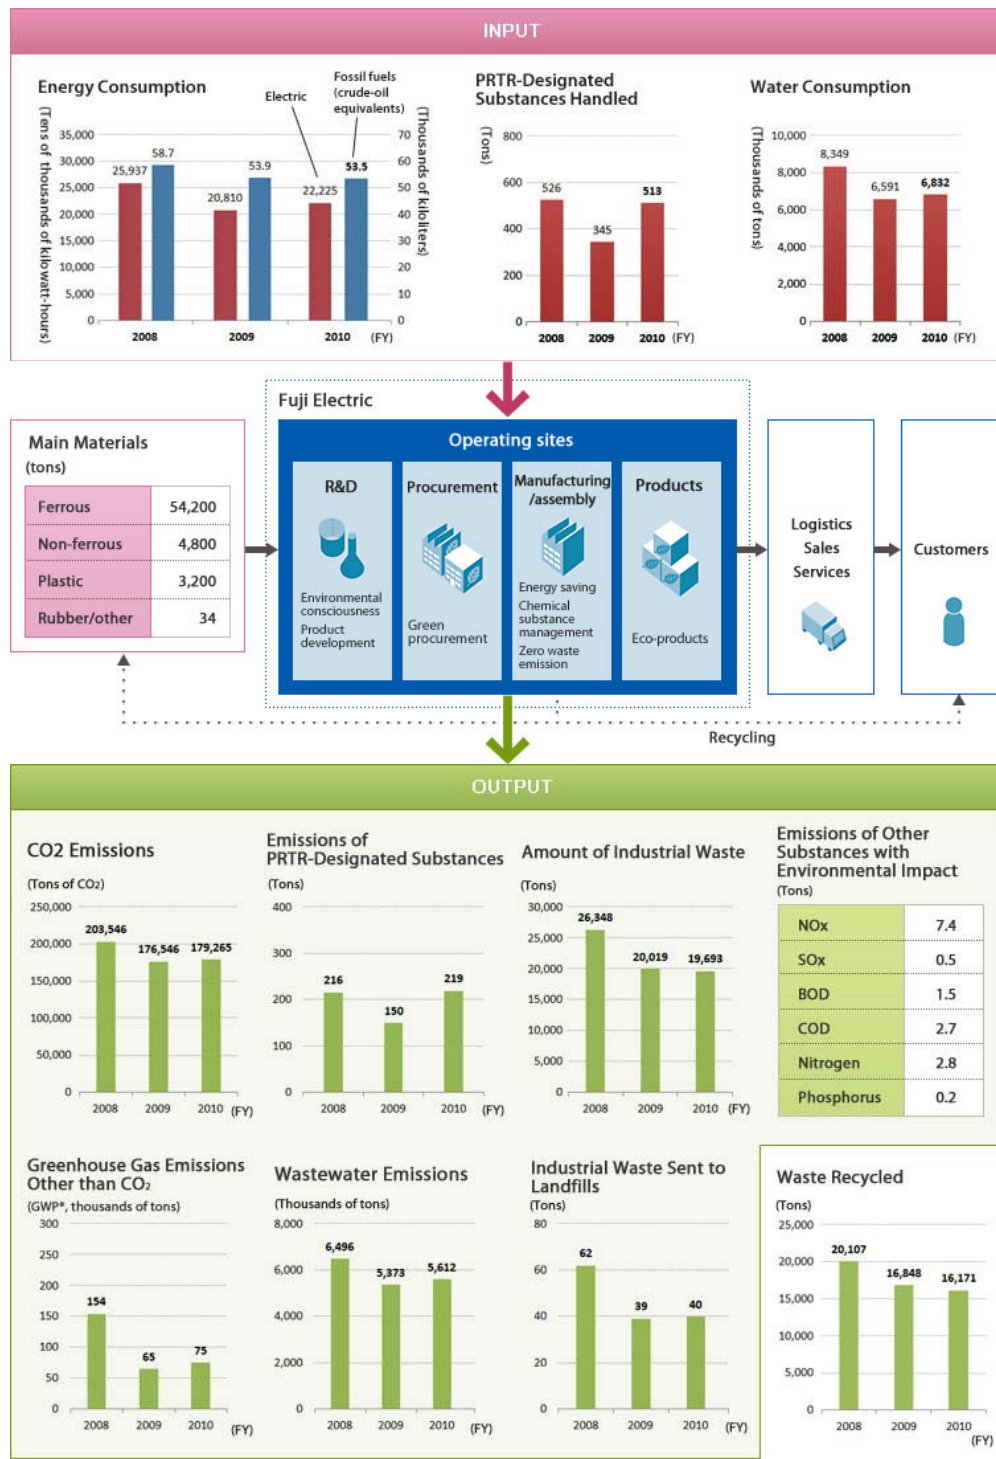 INPUT
Energy Consumption
Electric
Fossil fuels
(crude-oil
equivalents)
(Tens of thousands of kilowatt-hours)
35,000
30,000
25,000
20,000
15,000
10,000
5,000
0
25,937
58.7
20,810
53.9
22,225
53.5
70
60
50
40
30
20
10
0
(Thousands of kiloliters)
2008
2009
2010
(FY)
PRTR-Designated
Substances Handled
(Tons)
800
600
400
200
0
526
345
513
2008
2009
2010
(FY)
Water Consumption
(Thousands of tons)
10,000
8,000
6,000
4,000
2,000
0
8,349
6,591
6,832
2008
2009
2010
(FY)
Main Materials
(tons)
Ferrous 54,200
Non-ferrous 4,800
Plastic 3,200
Rubber/other 34
Fuji Electric
Operating sites
R&D
Environmental
consciousness
Product
development
Procurement
Green
procurement
Manufacturing
/assembly
Energy saving
Chemical
substance
management
Zero waste
emission
Products
Eco-products
Logistics
Sales
Services
Customers
Recycling
OUTPUT
CO2 Emissions
(Tons of CO2)
250,000
200,000
150,000
100,000
50,000
0
203,546
176,546
179,265
2008
2009
2010
(FY)
Emissions of
PRTR-Designated Substances
(Tons)
400
300
200
100
0
216
150
219
2008
2009
2010
(FY)
Amount of Industrial Waste
(Tons)
30,000
25,000
20,000
15,000
10,000
5,000
0
26,348
20,019
19,693
2008
2009
2010
(FY)
Emissions of Other
Substances with
Environmental Impact
(Tons)
NOx 7.4
SOx 0.5
BOD 1.5
COD 2.7
Nitrogen 2.8
Phosphorus 0.2
Greenhouse Gas Emissions
Other than CO2
(GWP*, thousands of tons)
300
250
200
150
100
50
0
154
65
75
2008
2009
2010
(FY)
Wastewater Emissions
(Thousands of tons)
8,000
6,000
4,000
2,000
0
6,496
5,373
5,612
2008
2009
2010
(FY)
Industrial Waste Sent to
Landfills
(Tons)
80
60
40
20
0
62
39
40
2008
2009
2010
(FY)
Waste Recycled
(Tons)
25,000
20,000
15,000
10,000
5,000
0
20,107
16,848
16,171
2008
2009
2010
(FY)